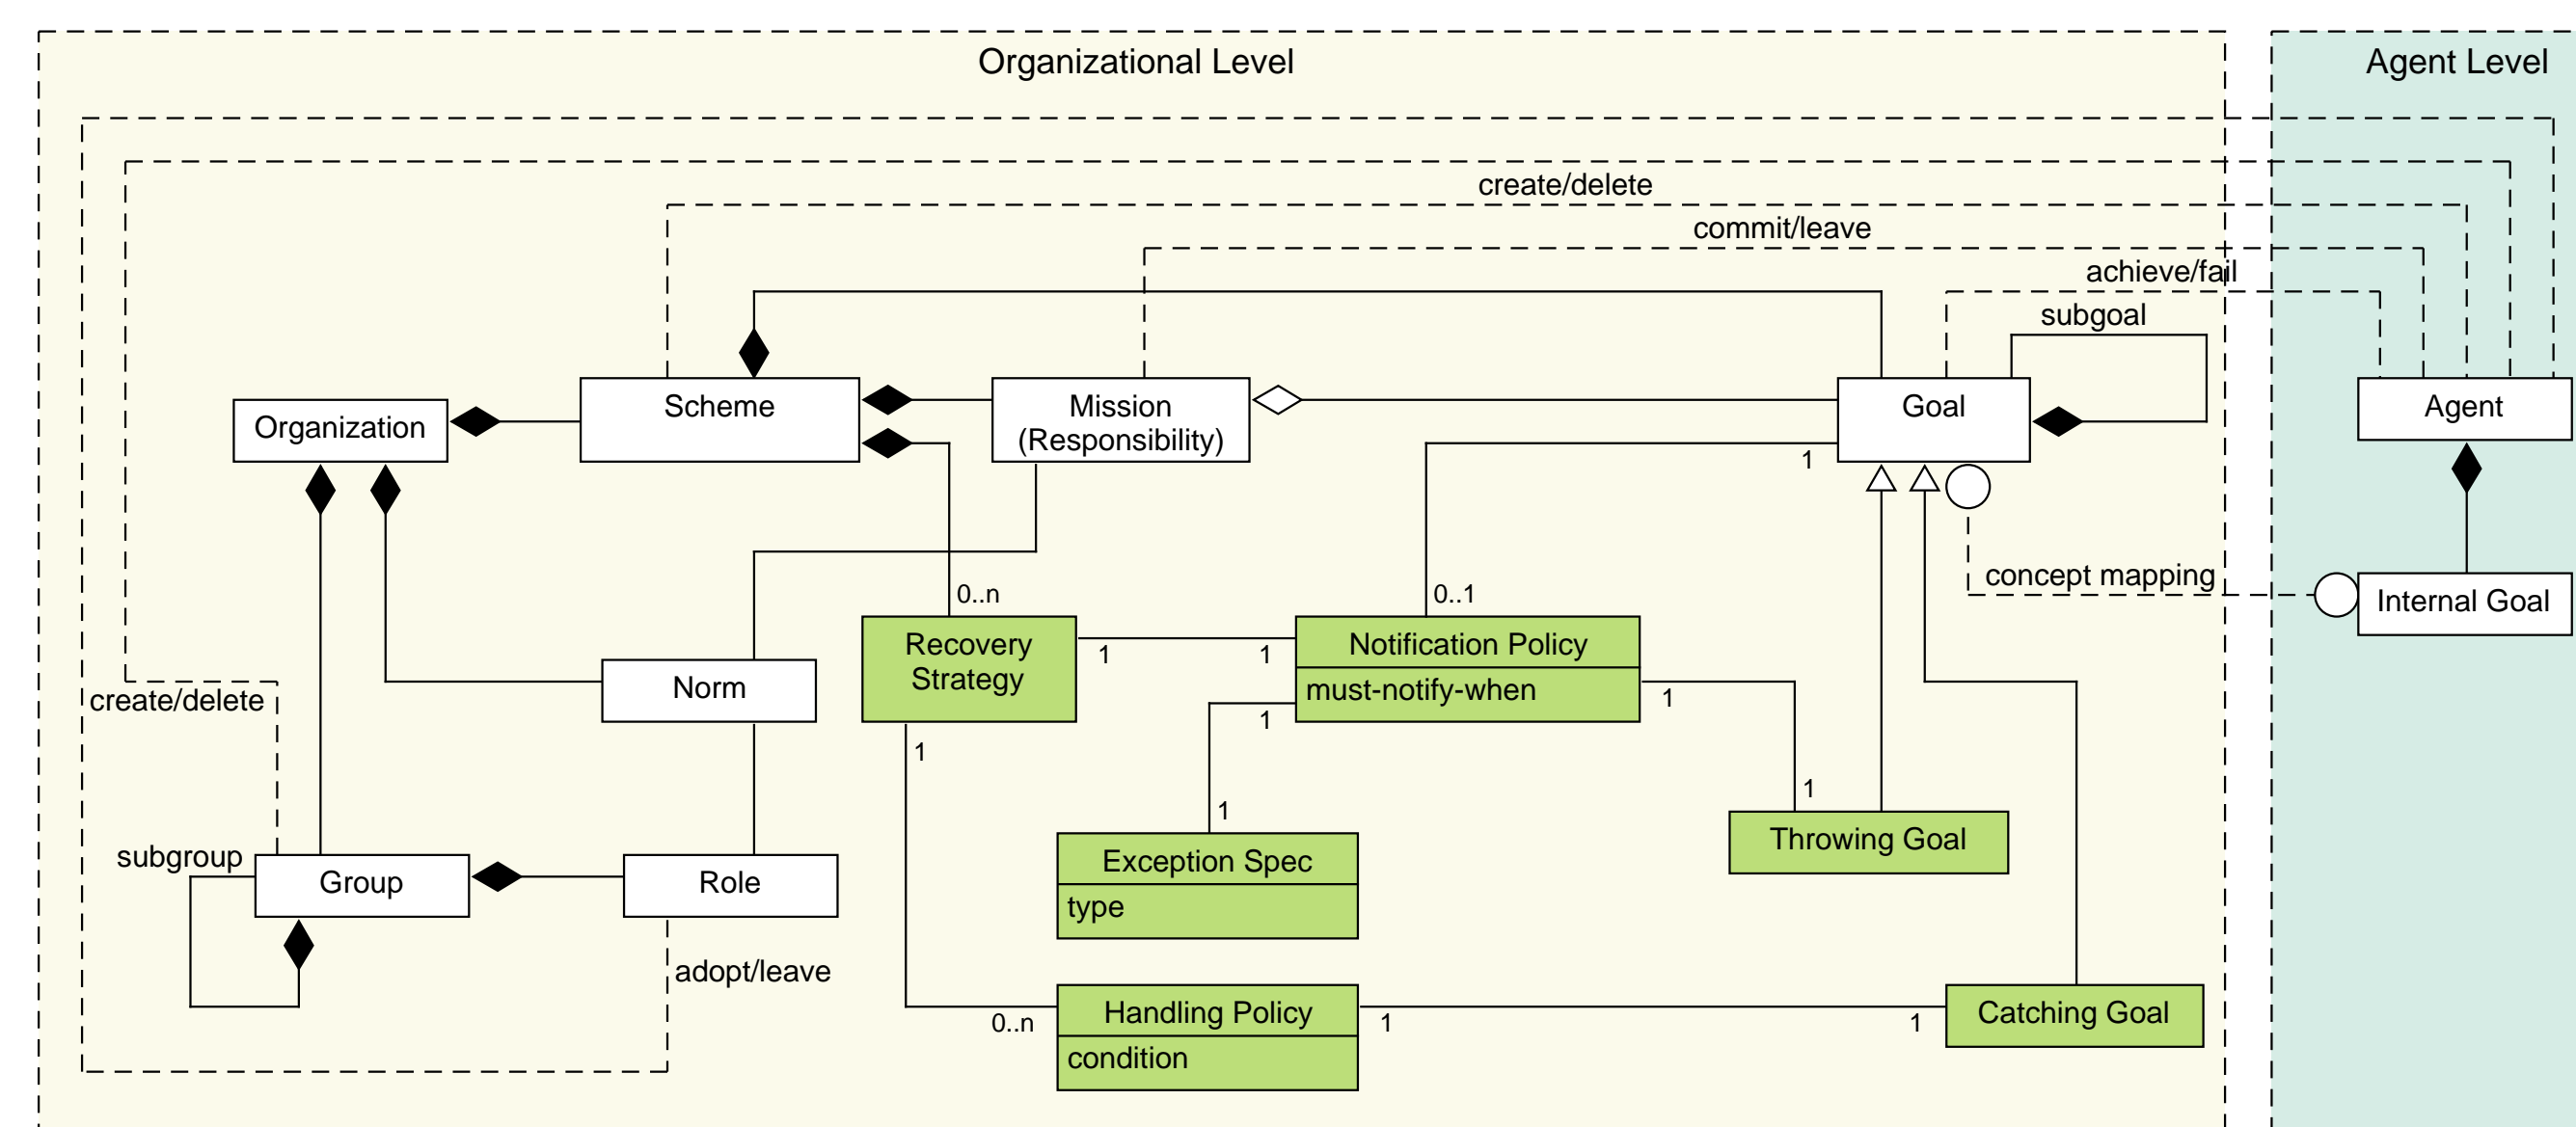 Organizational Level
Agent Level
create/delete
commit/leave
achieve/fail
subgoal
Organization
Scheme
Mission
(Responsibility)
Goal
Agent
1
concept mapping
Internal Goal
0..n
0..1
Recovery
Strategy
1
1
Notification Policy
must-notify-when
Norm
create/delete
1
1
1
1
1
Throwing Goal
subgroup
Group
Role
Exception Spec
type
adopt/leave
0..n
Handling Policy
condition
1
1
Catching Goal